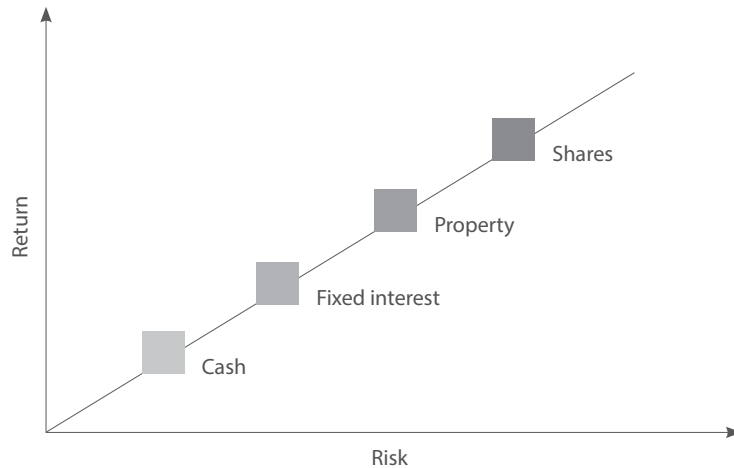 Return
Shares
Property
Fixed interest
Cash
Risk